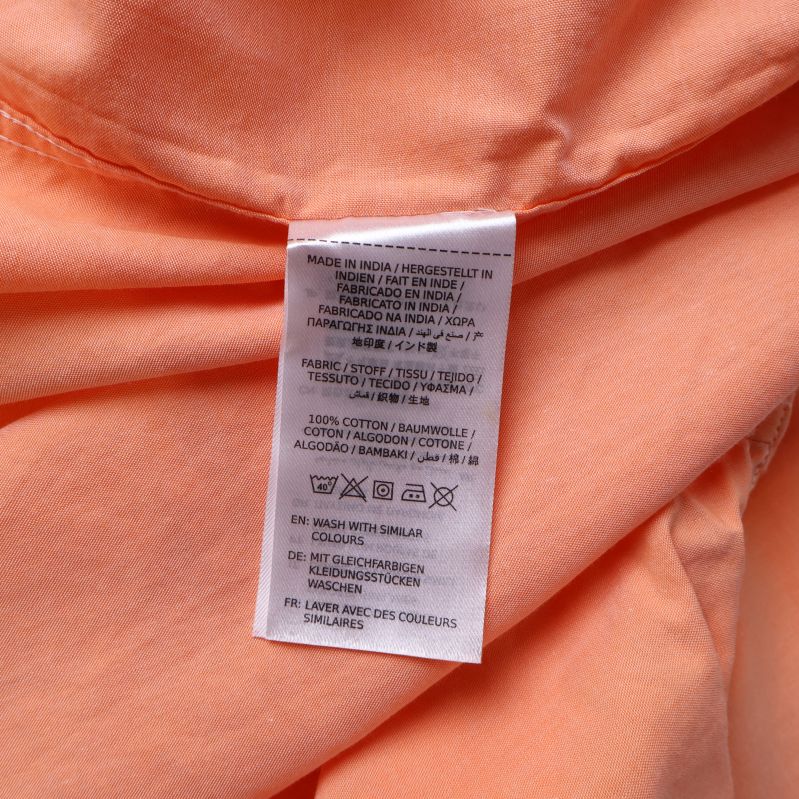 MADE IN INDIA / HERGESTELLT IN
INDIEN / FAIT EN INDE /
FABRICADO EN INDIA /
FABRICATO IN INDIA /
FABRICADO NA INDIA / ΧΩΡΑ
ΠΑΡΑΓΩΓΗΣ ΙΝΔΙΑ / صنع في الهند / 产
地印度 / インド製
FABRIC / STOFF / TISSU / TEJIDO /
TESSUTO / TECIDO / ΥΦΑΣΜΑ /
قماش / 織物 / 生地
100% COTTON / BAUMWOLLE /
COTON / ALGODON / COTONE /
ALGODÃO / BAMBAKI / قطن / 棉 / 綿
40°
EN: WASH WITH SIMILAR
COLOURS
DE: MIT GLEICHFARBIGEN
KLEIDUNGSSTÜCKEN
WASCHEN
FR: LAVER AVEC DES COULEURS
SIMILAIRES